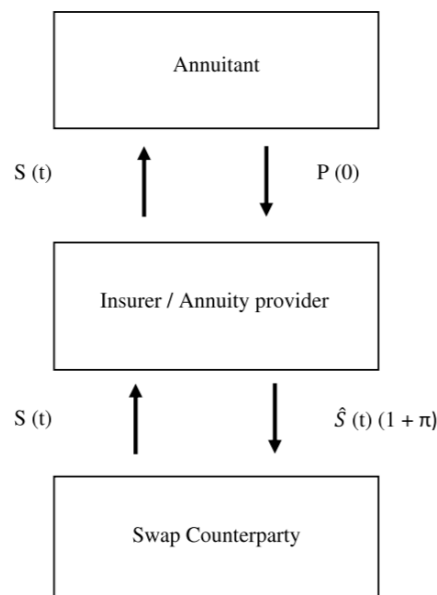 Annuitant
S (t)
P (0)
Insurer / Annuity provider
S (t)
Ŝ (t) (1 + π)
Swap Counterparty